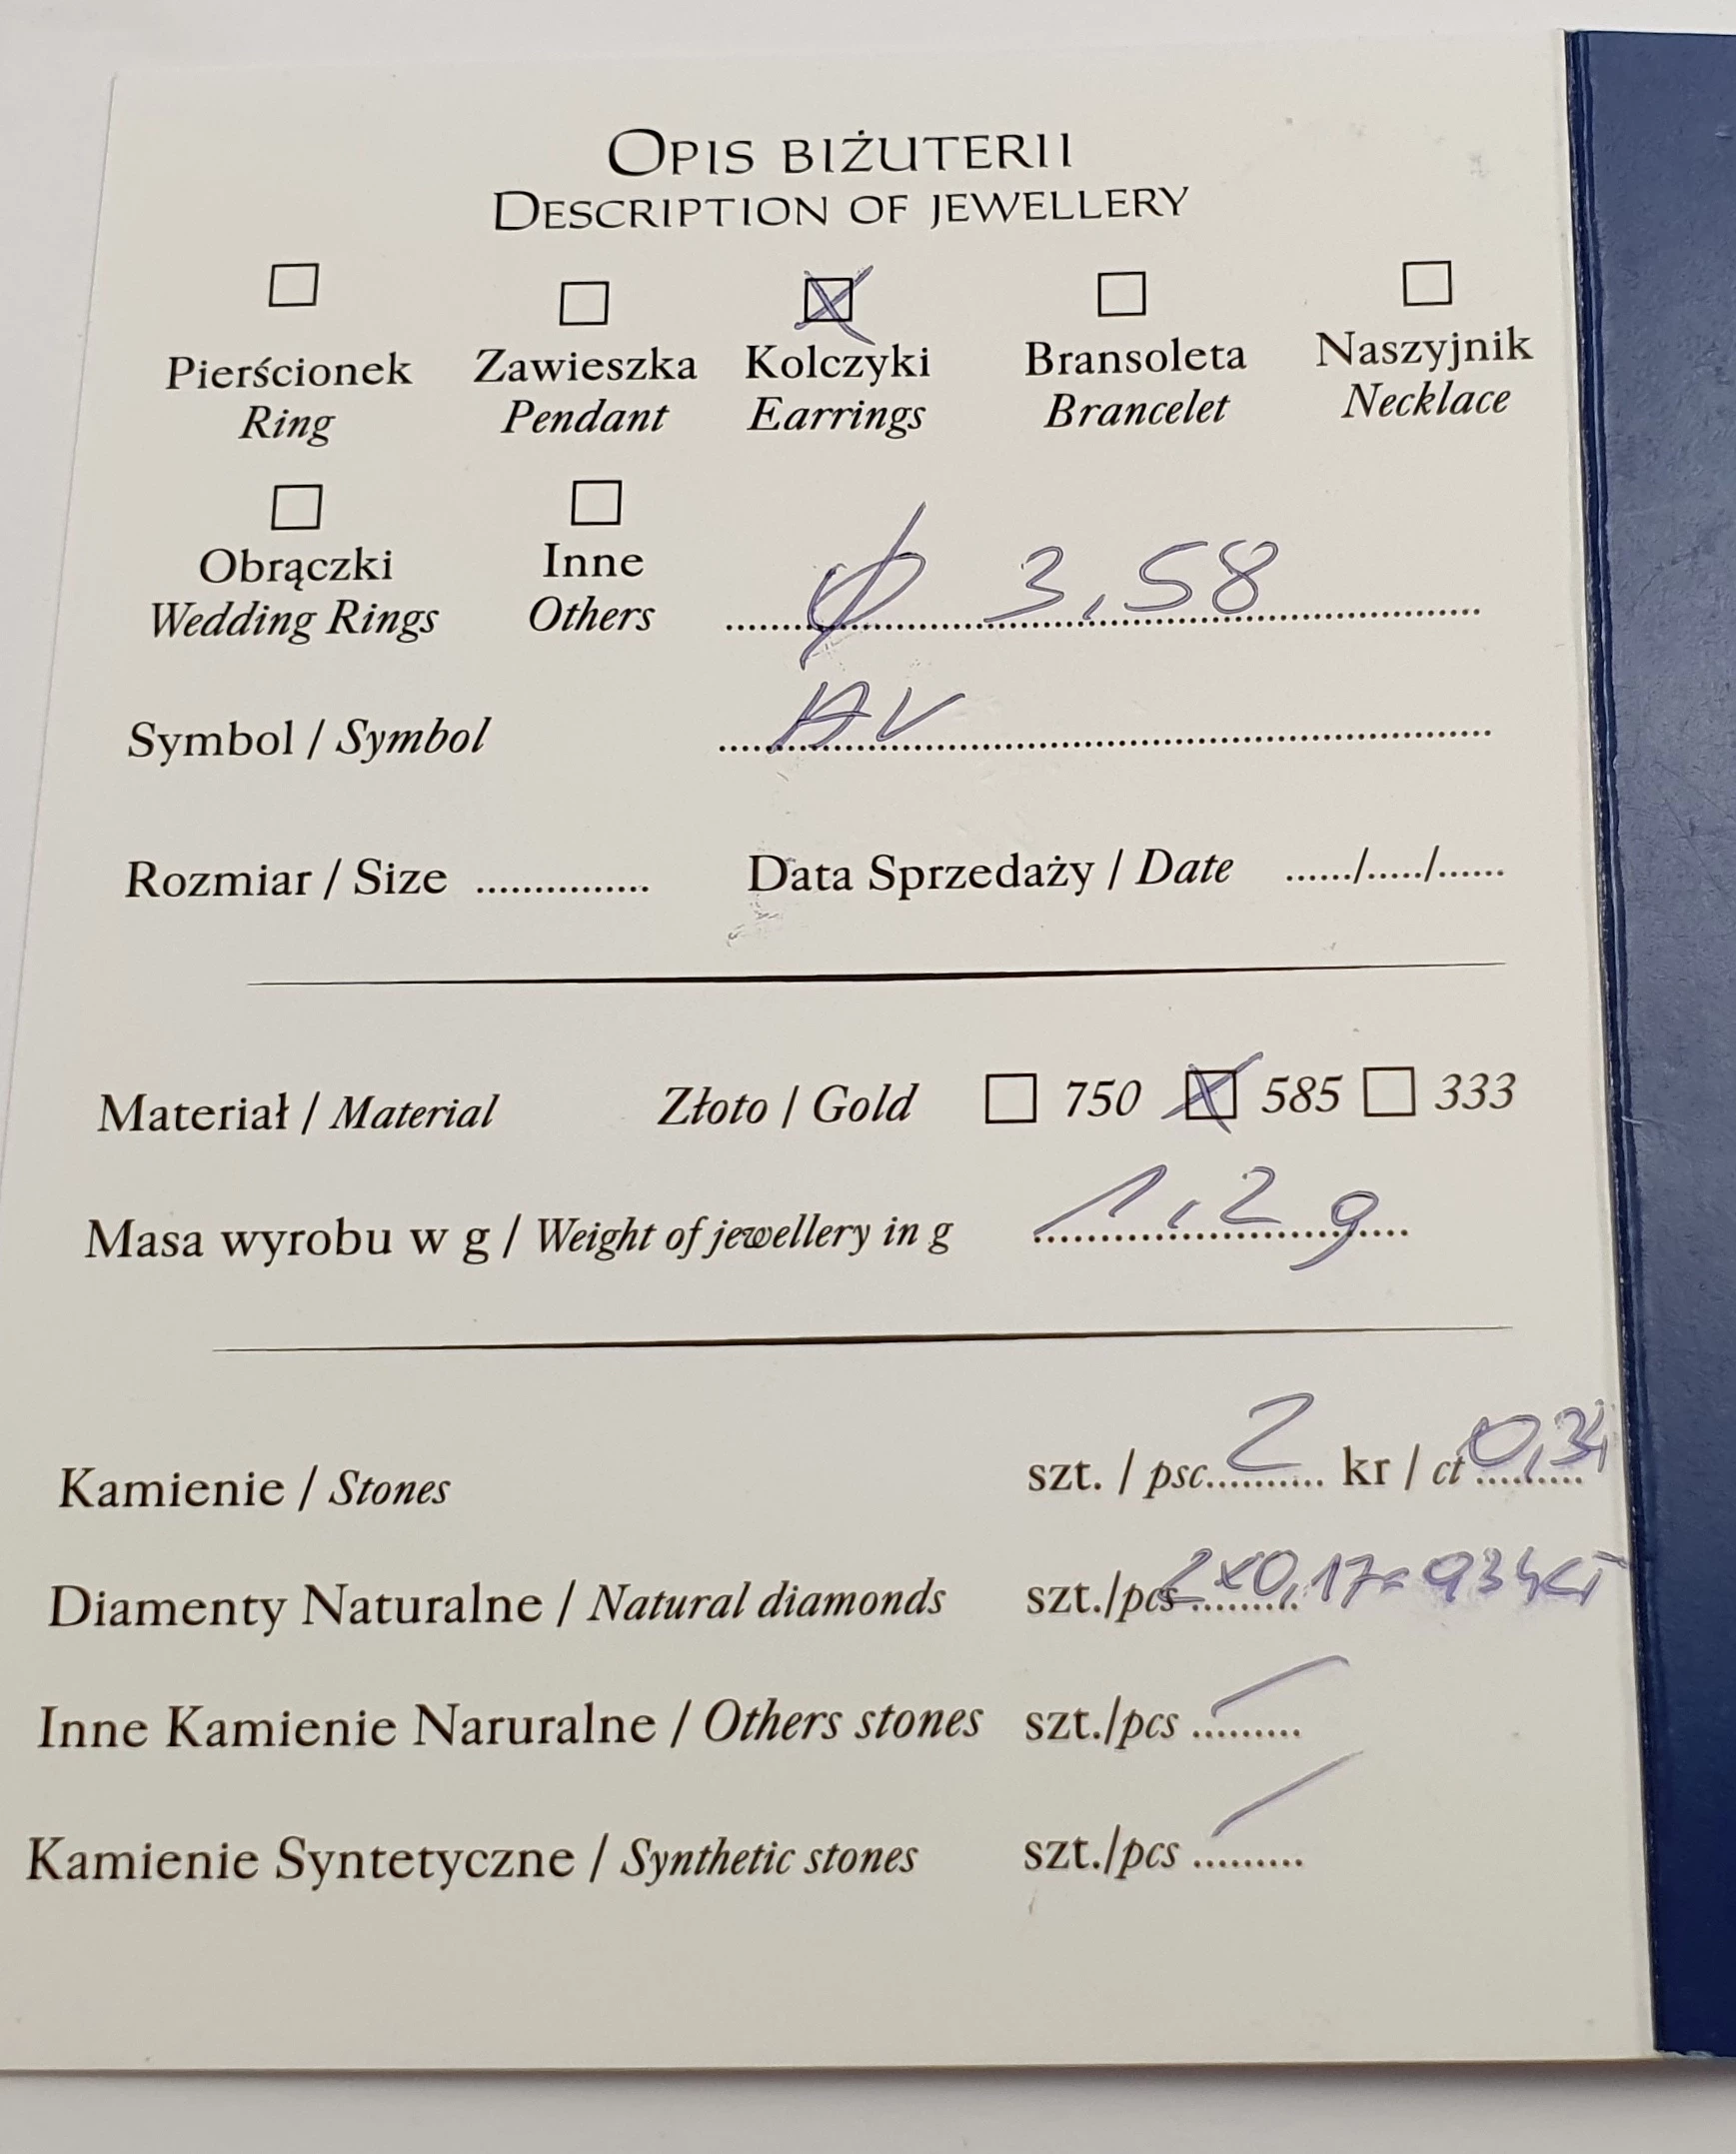 OPIS BIŻUTERII
DESCRIPTION OF JEWELLERY
Pierścionek Zawieszka Kolczyki Bransoleta Naszyjnik
Ring Pendant Earrings Brancelet Necklace
Obrączki Inne
Wedding Rings Others ϕ 3,58
Symbol / Symbol AV
Rozmiar / Size ............... Data Sprzedaży / Date ....../...../......
Materiał / Material Złoto / Gold 750 585 333
Masa wyrobu w g / Weight of jewellery in g 1,2 g
Kamienie / Stones szt. / psc. 2 kr / ct 0,34
Diamenty Naturalne / Natural diamonds szt./pcs 2x0,17=0,34ct
Inne Kamienie Naruralne / Others stones szt./pcs .........
Kamienie Syntetyczne / Synthetic stones szt./pcs .........